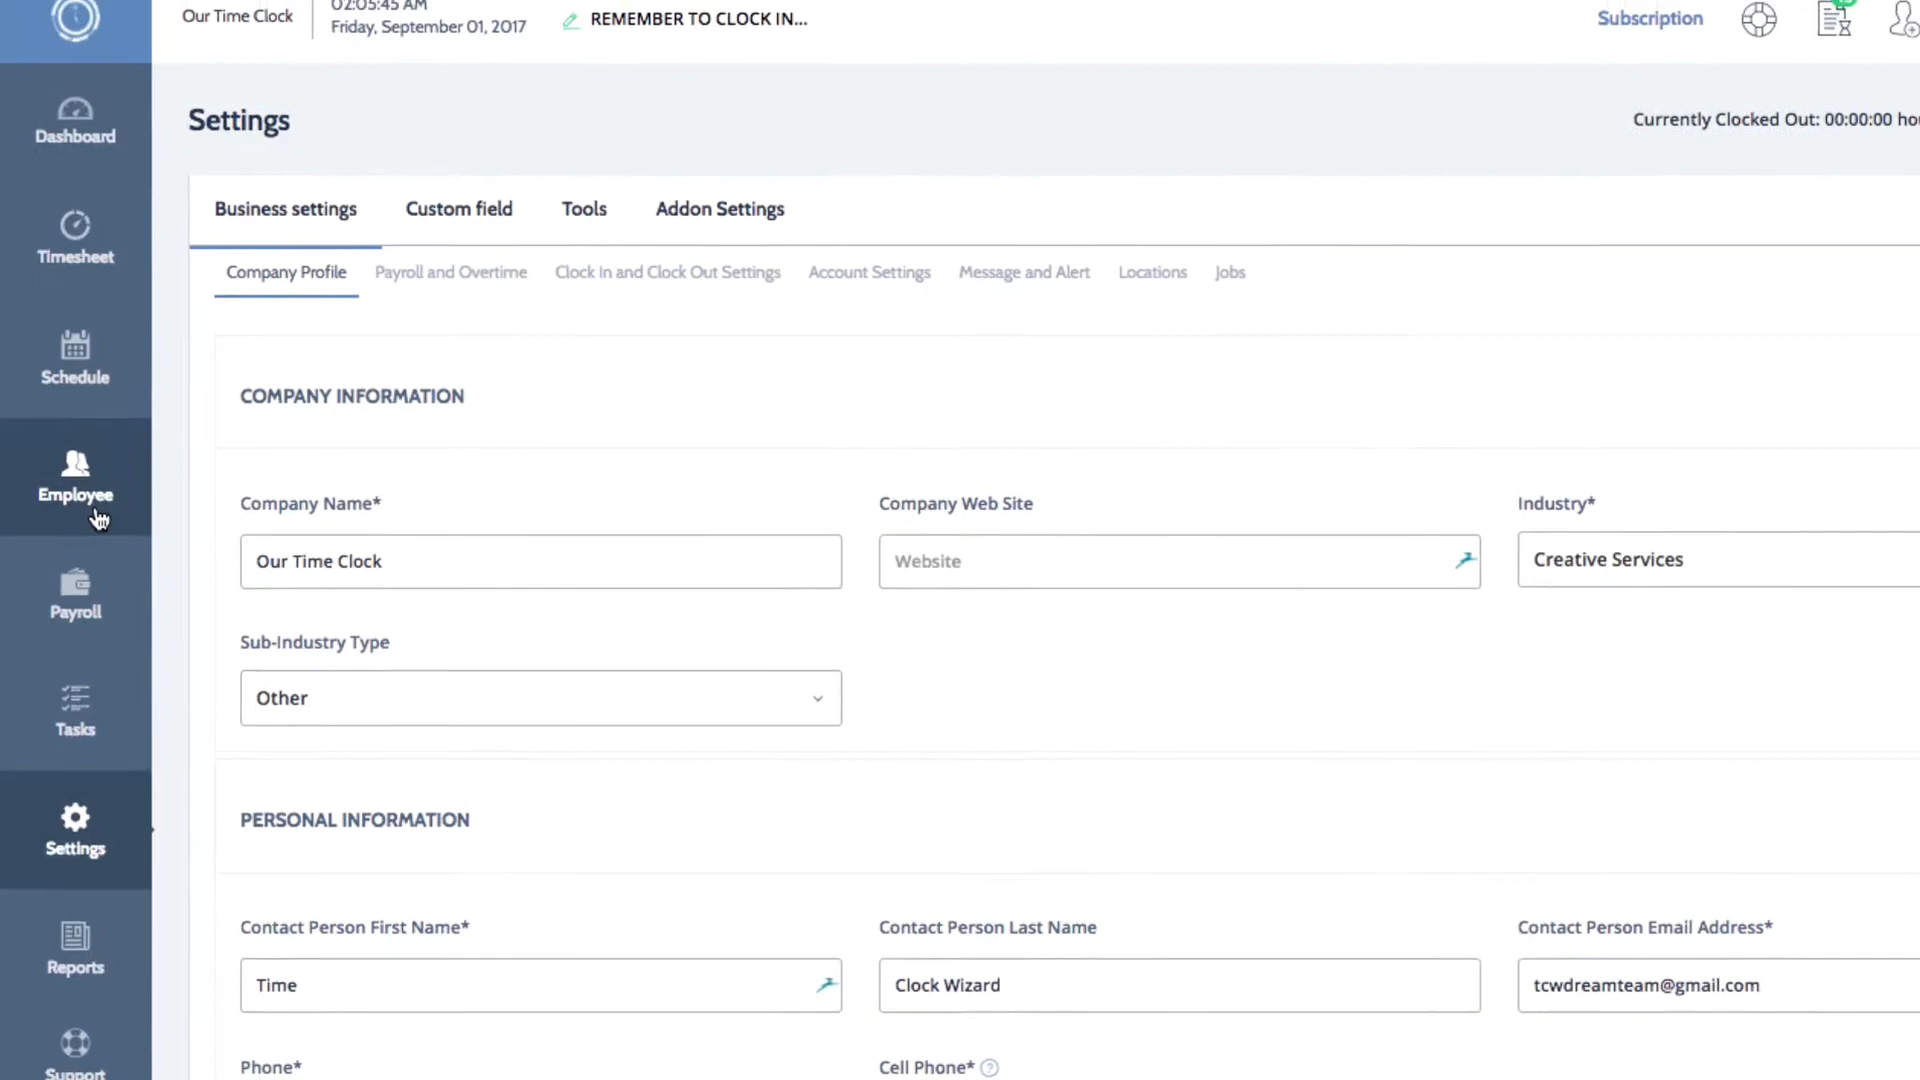 Our Time Clock
02:05:45 AM
Friday, September 01, 2017
REMEMBER TO CLOCK IN...
Subscription
Dashboard
Timesheet
Schedule
Employee
Payroll
Tasks
Settings
Reports
Support
Settings
Currently Clocked Out: 00:00:00 hou
Business settings
Custom field
Tools
Addon Settings
Company Profile
Payroll and Overtime
Clock In and Clock Out Settings
Account Settings
Message and Alert
Locations
Jobs
COMPANY INFORMATION
Company Name*
Company Web Site
Industry*
Our Time Clock
Website
Creative Services
Sub-Industry Type
Other
PERSONAL INFORMATION
Contact Person First Name*
Contact Person Last Name
Contact Person Email Address*
Time
Clock Wizard
tcwdreamteam@gmail.com
Phone*
Cell Phone* ?